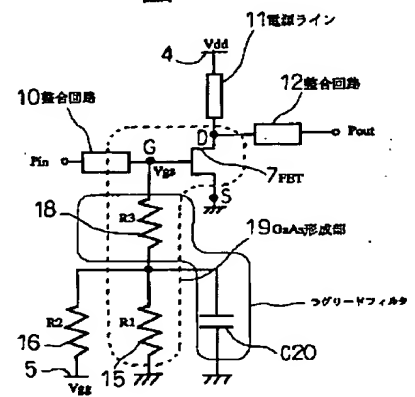 11電源ライン
Vdd
4
12整合回路
10整合回路
D
Pout
G
Pin
Vgs
7FET
S
18
R3
19GaAs形成部
R2
R1
ラグリードフィルタ
16
5
15
C20
Vgg